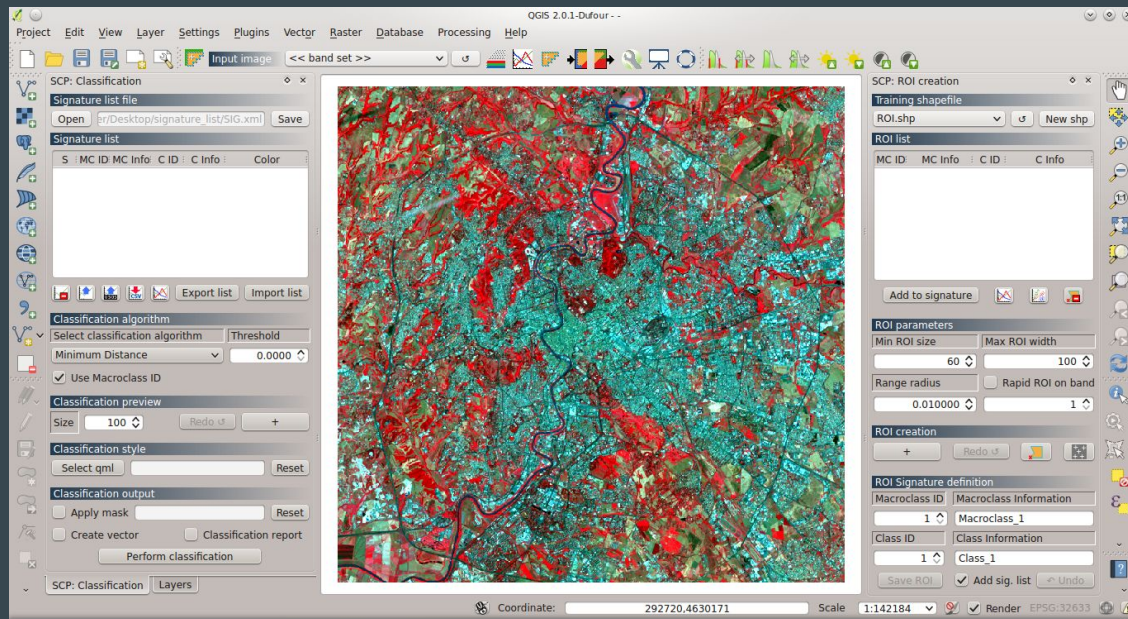 QGIS 2.0.1-Dufour - -
Project Edit View Layer Settings Plugins Vector Raster Database Processing Help
Input image << band set >>
SCP: Classification
Signature list file
Open er/Desktop/signature_list/SIG.xml Save
Signature list
S MC ID MC Info C ID C Info Color
Export list Import list
Classification algorithm
Select classification algorithm Threshold
Minimum Distance 0.0000
Use Macroclass ID
Classification preview
Size 100 Redo +
Classification style
Select qml Reset
Classification output
Apply mask Reset
Create vector Classification report
Perform classification
SCP: Classification Layers
SCP: ROI creation
Training shapefile
ROI.shp New shp
ROI list
MC ID MC Info C ID C Info
Add to signature
ROI parameters
Min ROI size Max ROI width
60 100
Range radius Rapid ROI on band
0.010000 1
ROI creation
+ Redo
ROI Signature definition
Macroclass ID Macroclass Information
1 Macroclass_1
Class ID Class Information
1 Class_1
Save ROI Add sig. list Undo
Coordinate: 292720,4630171 Scale 1:142184 Render EPSG:32633